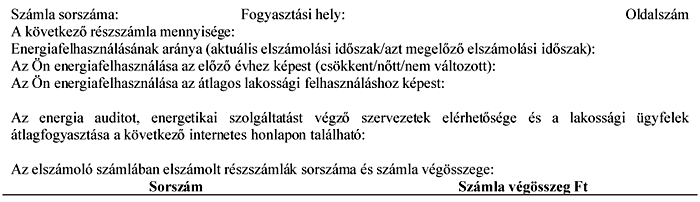 Számla sorszáma: Fogyasztási hely: Oldalszám
A következő részszámla mennyisége:
Energiafelhasználásának aránya (aktuális elszámolási időszak/azt megelőző elszámolási időszak):
Az Ön energiafelhasználása az előző évhez képest (csökkent/nőtt/nem változott):
Az Ön energiafelhasználása az átlagos lakossági felhasználáshoz képest:
Az energia auditot, energetikai szolgáltatást végző szervezetek elérhetősége és a lakossági ügyfelek
átlagfogyasztása a következő internetes honlapon található:
Az elszámoló számlában elszámolt részszámlák sorszáma és számla végösszege:
Sorszám Számla végösszeg Ft